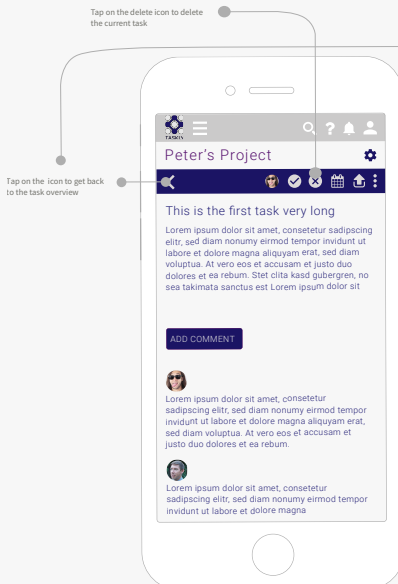 Tap on the delete icon to delete
the current task
TASKIN
Peter's Project
Tap on the icon to get back
to the task overview
This is the first task very long
Lorem ipsum dolor sit amet, consetetur sadipscing
elitr, sed diam nonumy eirmod tempor invidunt ut
labore et dolore magna aliquyam erat, sed diam
voluptua. At vero eos et accusam et justo duo
dolores et ea rebum. Stet clita kasd gubergren, no
sea takimata sanctus est Lorem ipsum dolor sit
ADD COMMENT
Lorem ipsum dolor sit amet, consetetur
sadipscing elitr, sed diam nonumy eirmod tempor
invidunt ut labore et dolore magna aliquyam erat,
sed diam voluptua. At vero eos et accusam et
justo duo dolores et ea rebum.
Lorem ipsum dolor sit amet, consetetur
sadipscing elitr, sed diam nonumy eirmod tempor
invidunt ut labore et dolore magna